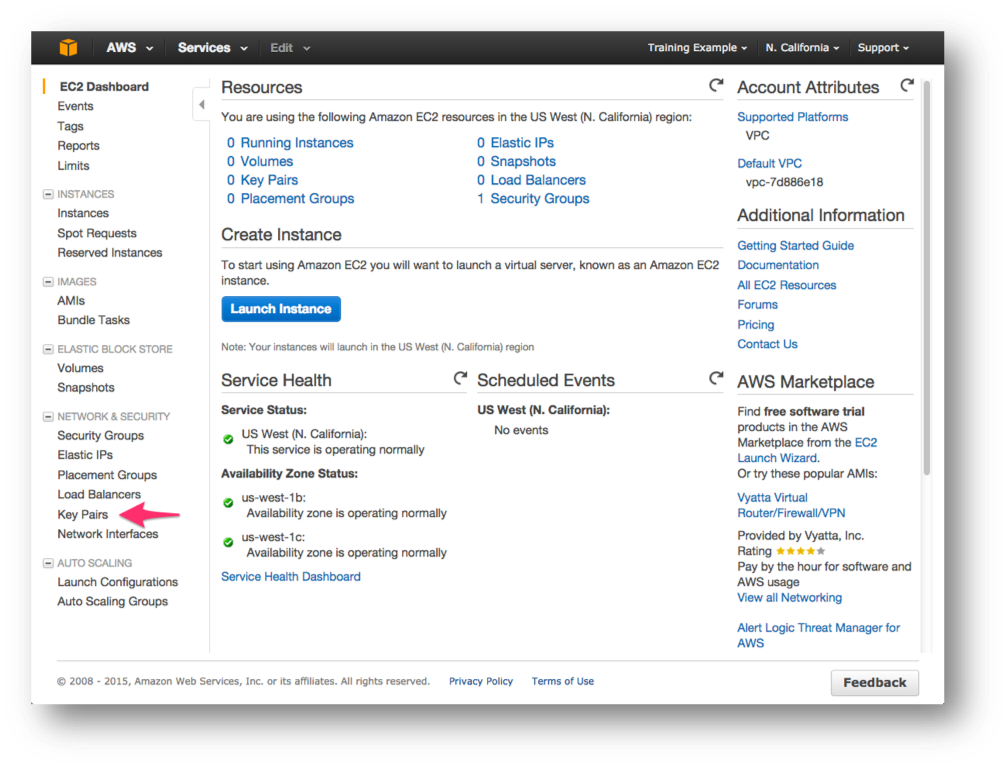 AWS Services Edit Training Example N. California Support
EC2 Dashboard
Events
Tags
Reports
Limits
INSTANCES
Instances
Spot Requests
Reserved Instances
IMAGES
AMIs
Bundle Tasks
ELASTIC BLOCK STORE
Volumes
Snapshots
NETWORK & SECURITY
Security Groups
Elastic IPs
Placement Groups
Load Balancers
Key Pairs
Network Interfaces
AUTO SCALING
Launch Configurations
Auto Scaling Groups
Resources
You are using the following Amazon EC2 resources in the US West (N. California) region:
0 Running Instances
0 Volumes
0 Key Pairs
0 Placement Groups
0 Elastic IPs
0 Snapshots
0 Load Balancers
1 Security Groups
Create Instance
To start using Amazon EC2 you will want to launch a virtual server, known as an Amazon EC2
instance.
Launch Instance
Note: Your instances will launch in the US West (N. California) region
Service Health
Service Status:
US West (N. California):
This service is operating normally
Availability Zone Status:
us-west-1b:
Availability zone is operating normally
us-west-1c:
Availability zone is operating normally
Service Health Dashboard
Scheduled Events
US West (N. California):
No events
Account Attributes
Supported Platforms
VPC
Default VPC
vpc-7d886e18
Additional Information
Getting Started Guide
Documentation
All EC2 Resources
Forums
Pricing
Contact Us
AWS Marketplace
Find free software trial
products in the AWS
Marketplace from the EC2
Launch Wizard.
Or try these popular AMIs:
Vyatta Virtual
Router/Firewall/VPN
Provided by Vyatta, Inc.
Rating
Pay by the hour for software and
AWS usage
View all Networking
Alert Logic Threat Manager for
AWS
© 2008 - 2015, Amazon Web Services, Inc. or its affiliates. All rights reserved. Privacy Policy Terms of Use
Feedback